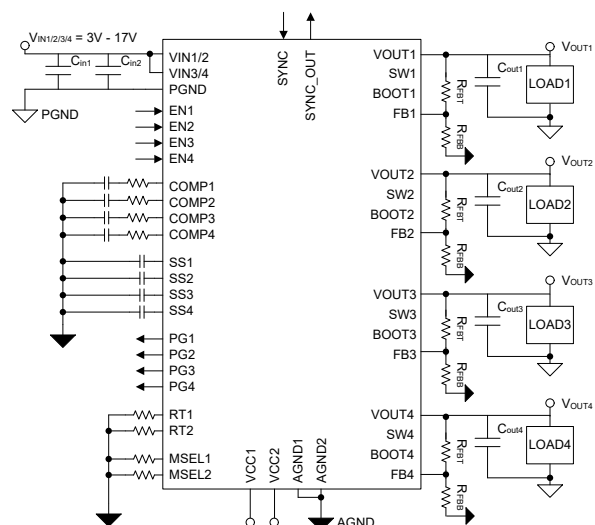 VIN1/2/3/4 = 3V - 17V
Cin1
Cin2
PGND
VIN1/2
VIN3/4
PGND
EN1
EN2
EN3
EN4
COMP1
COMP2
COMP3
COMP4
SS1
SS2
SS3
SS4
PG1
PG2
PG3
PG4
RT1
RT2
MSEL1
MSEL2
SYNC
SYNC_OUT
VCC1
VCC2
AGND1
AGND2
AGND
VOUT1
SW1
BOOT1
FB1
RFBT
RFBB
Cout1
LOAD1
VOUT1
VOUT2
SW2
BOOT2
FB2
RFBT
RFBB
Cout2
LOAD2
VOUT2
VOUT3
SW3
BOOT3
FB3
RFBT
RFBB
Cout3
LOAD3
VOUT3
VOUT4
SW4
BOOT4
FB4
RFBT
RFBB
Cout4
LOAD4
VOUT4